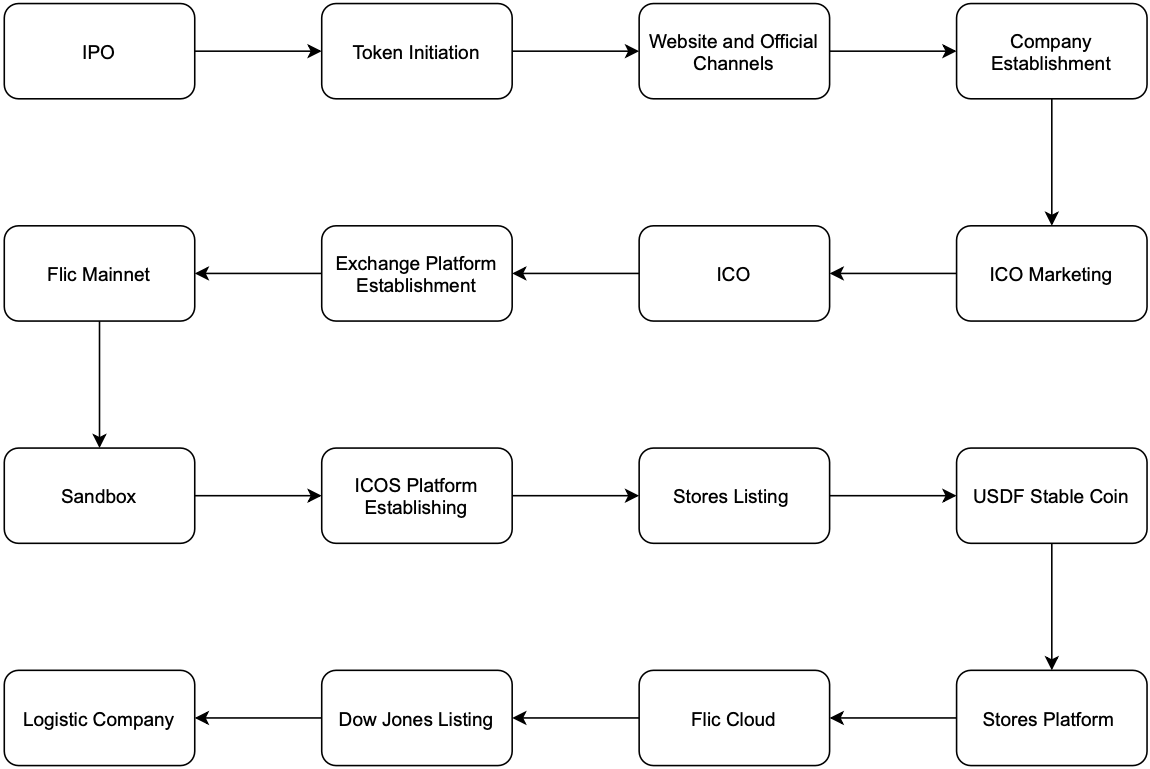 IPO
Token Initiation
Website and Official
Channels
Company
Establishment
Flic Mainnet
Exchange Platform
Establishment
ICO
ICO Marketing
Sandbox
ICOS Platform
Establishing
Stores Listing
USDF Stable Coin
Logistic Company
Dow Jones Listing
Flic Cloud
Stores Platform